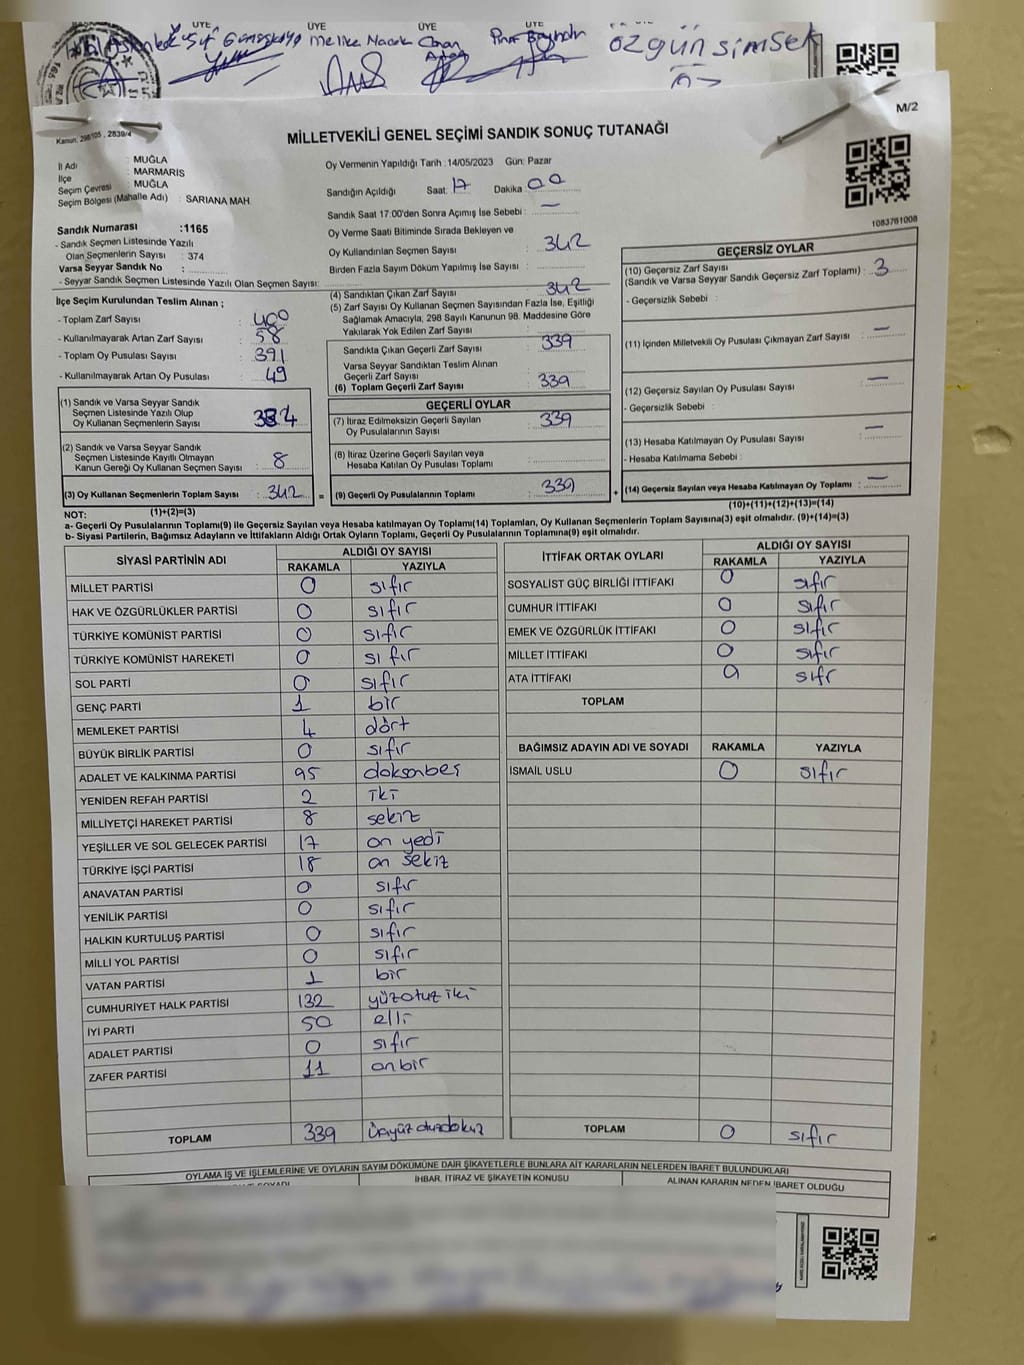 ÜYE ÜYE ÜYE ÜYE
Yusuf Günaskaya Melike Pınar özgün şimşek
M/2
Kanun: 298/105, 2839/4
MİLLETVEKİLİ GENEL SEÇİMİ SANDIK SONUÇ TUTANAĞI
İl Adı : MUĞLA
İlçe : MARMARİS
Seçim Çevresi : MUĞLA
Seçim Bölgesi (Mahalle Adı) : SARIANA MAH.
Oy Vermenin Yapıldığı Tarih : 14/05/2023 Gün: Pazar
Sandığın Açıldığı Saat: 17 Dakika 00
Sandık Saat 17:00'den Sonra Açımış İse Sebebi : —
1083761008
Sandık Numarası :1165
- Sandık Seçmen Listesinde Yazılı
Olan Seçmenlerin Sayısı : 374
Varsa Seyyar Sandık No :
- Seyyar Sandık Seçmen Listesinde Yazılı Olan Seçmen Sayısı:
Oy Verme Saati Bitiminde Sırada Bekleyen ve
Oy Kullandırılan Seçmen Sayısı : 342
Birden Fazla Sayım Döküm Yapılmış İse Sayısı :
İlçe Seçim Kurulundan Teslim Alınan ;
- Toplam Zarf Sayısı : 400
- Kullanılmayarak Artan Zarf Sayısı : 58
- Toplam Oy Pusulası Sayısı : 391
- Kullanılmayarak Artan Oy Pusulası : 49
(4) Sandıktan Çıkan Zarf Sayısı : 342
(5) Zarf Sayısı Oy Kullanan Seçmen Sayısından Fazla İse, Eşitliği
Sağlamak Amacıyla, 298 Sayılı Kanunun 98. Maddesine Göre
Yakılarak Yok Edilen Zarf Sayısı :
Sandıkta Çıkan Geçerli Zarf Sayısı : 339
Varsa Seyyar Sandıktan Teslim Alınan
Geçerli Zarf Sayısı :
(6) Toplam Geçerli Zarf Sayısı : 339
GEÇERLİ OYLAR
(7) İtiraz Edilmeksizin Geçerli Sayılan
Oy Pusulalarının Sayısı : 339
(8) İtiraz Üzerine Geçerli Sayılan veya
Hesaba Katılan Oy Pusulası Toplamı :
(9) Geçerli Oy Pusulalarının Toplamı : 339
(1) Sandık ve Varsa Seyyar Sandık
Seçmen Listesinde Yazılı Olup
Oy Kullanan Seçmenlerin Sayısı : 334
(2) Sandık ve Varsa Seyyar Sandık
Seçmen Listesinde Kayıtlı Olmayan
Kanun Gereği Oy Kullanan Seçmen Sayısı : 8
(3) Oy Kullanan Seçmenlerin Toplam Sayısı : 342 =
(1)+(2)=(3)
GEÇERSİZ OYLAR
(10) Geçersiz Zarf Sayısı
(Sandık ve Varsa Seyyar Sandık Geçersiz Zarf Toplamı) : 3
- Geçersizlik Sebebi :
(11) İçinden Milletvekili Oy Pusulası Çıkmayan Zarf Sayısı : —
(12) Geçersiz Sayılan Oy Pusulası Sayısı : —
- Geçersizlik Sebebi :
(13) Hesaba Katılmayan Oy Pusulası Sayısı : —
- Hesaba Katılmama Sebebi :
+ (14) Geçersiz Sayılan veya Hesaba Katılmayan Oy Toplamı : —
(10)+(11)+(12)+(13)=(14)
NOT:
a- Geçerli Oy Pusulalarının Toplamı(9) ile Geçersiz Sayılan veya Hesaba katılmayan Oy Toplamı(14) Toplamları, Oy Kullanan Seçmenlerin Toplam Sayısına(3) eşit olmalıdır. (9)+(14)=(3)
b- Siyasi Partilerin, Bağımsız Adayların ve İttifakların Aldığı Ortak Oyların Toplamı, Geçerli Oy Pusulalarının Toplamına(9) eşit olmalıdır.
SİYASİ PARTİNİN ADI ALDIĞI OY SAYISI
RAKAMLA YAZIYLA
MİLLET PARTİSİ 0 sıfır
HAK VE ÖZGÜRLÜKLER PARTİSİ 0 sıfır
TÜRKİYE KOMÜNİST PARTİSİ 0 sıfır
TÜRKİYE KOMÜNİST HAREKETİ 0 sıfır
SOL PARTİ 0 sıfır
GENÇ PARTİ 1 bir
MEMLEKET PARTİSİ 4 dört
BÜYÜK BİRLİK PARTİSİ 0 sıfır
ADALET VE KALKINMA PARTİSİ 95 doksanbeş
YENİDEN REFAH PARTİSİ 2 iki
MİLLİYETÇİ HAREKET PARTİSİ 8 sekiz
YEŞİLLER VE SOL GELECEK PARTİSİ 17 on yedi
TÜRKİYE İŞÇİ PARTİSİ 18 on sekiz
ANAVATAN PARTİSİ 0 sıfır
YENİLİK PARTİSİ 0 sıfır
HALKIN KURTULUŞ PARTİSİ 0 sıfır
MİLLİ YOL PARTİSİ 0 sıfır
VATAN PARTİSİ 1 bir
CUMHURİYET HALK PARTİSİ 132 yüzotuz iki
İYİ PARTİ 50 elli
ADALET PARTİSİ 0 sıfır
ZAFER PARTİSİ 11 onbir
TOPLAM 339 üçyüz otuzdokuz
İTTİFAK ORTAK OYLARI ALDIĞI OY SAYISI
RAKAMLA YAZIYLA
SOSYALIST GÜÇ BİRLİĞİ İTTİFAKI 0 sıfır
CUMHUR İTTİFAKI 0 sıfır
EMEK VE ÖZGÜRLÜK İTTİFAKI 0 sıfır
MİLLET İTTİFAKI 0 sıfır
ATA İTTİFAKI 0 sıfr
TOPLAM
BAĞIMSIZ ADAYIN ADI VE SOYADI RAKAMLA YAZIYLA
İSMAİL USLU 0 sıfır
TOPLAM 0 sıfır
OYLAMA İŞ VE İŞLEMLERİNE VE OYLARIN SAYIM DÖKÜMÜNE DAİR ŞİKAYETLERLE BUNLARA AİT KARARLARIN NELERDEN İBARET BULUNDUKLARI
İHBAR, İTİRAZ VE ŞİKAYETİN KONUSU ALINAN KARARIN NEDEN İBARET OLDUĞU